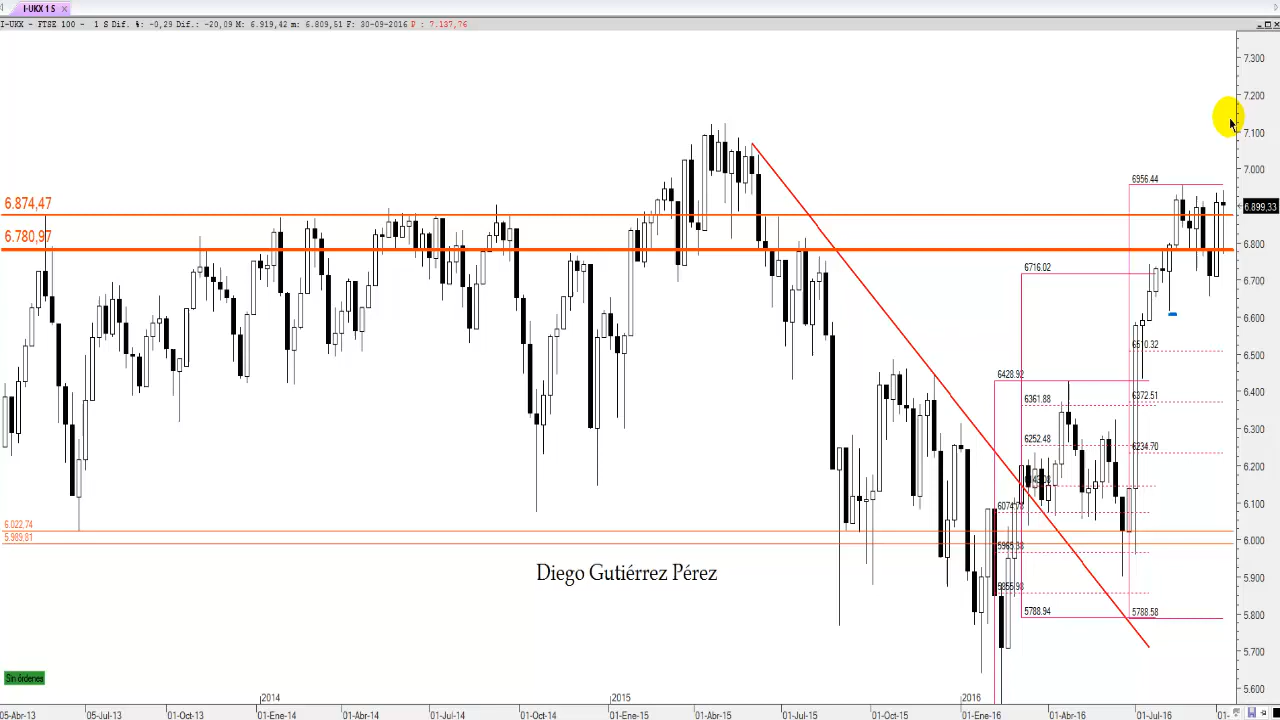 I-UKX 1 S
I-UKX - FTSE 100 - 1 S Dif. %: -0,29 Dif.: -20,09 M: 6.919,42 m: 6.809,51 F: 30-09-2016 P : 7.137,76
7.300
7.200
7.100
7.000
6956.44
6.874,47
6.899,33
6.780,97
6.800
6716.02
6.700
6.600
6510.32
6.500
6428.92
6.400
6372.51
6361.88
6.300
6252.48
6234.70
6.200
6.100
6.022,74
5.989,81
6.000
5965.38
Diego Gutiérrez Pérez
5.900
5855.98
5788.94
5788.58
5.800
5.700
Sin órdenes
5.600
2014
2015
2016
05-Abr-13
05-Jul-13
01-Oct-13
01-Ene-14
01-Abr-14
01-Jul-14
01-Oct-14
01-Ene-15
01-Abr-15
01-Jul-15
01-Oct-15
01-Ene-16
01-Abr-16
01-Jul-16
01-